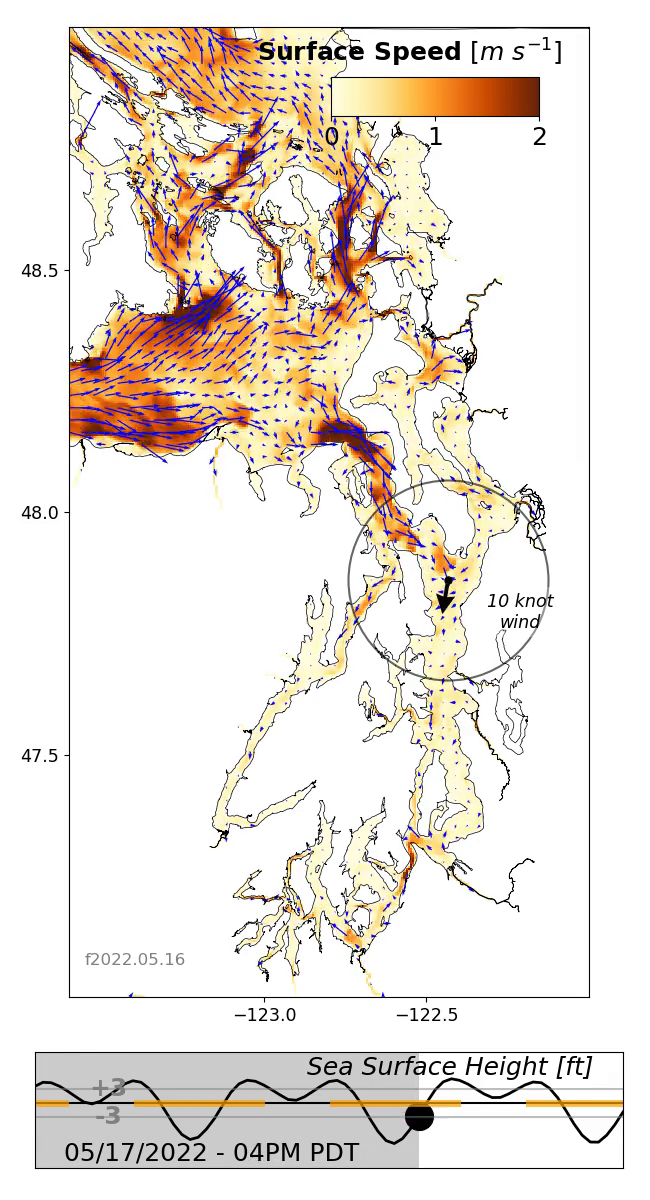 Surface Speed [m s⁻¹]
0 1 2
48.5
48.0
10 knot
wind
47.5
f2022.05.16
−123.0 −122.5
Sea Surface Height [ft]
+3
-3
05/17/2022 - 04PM PDT